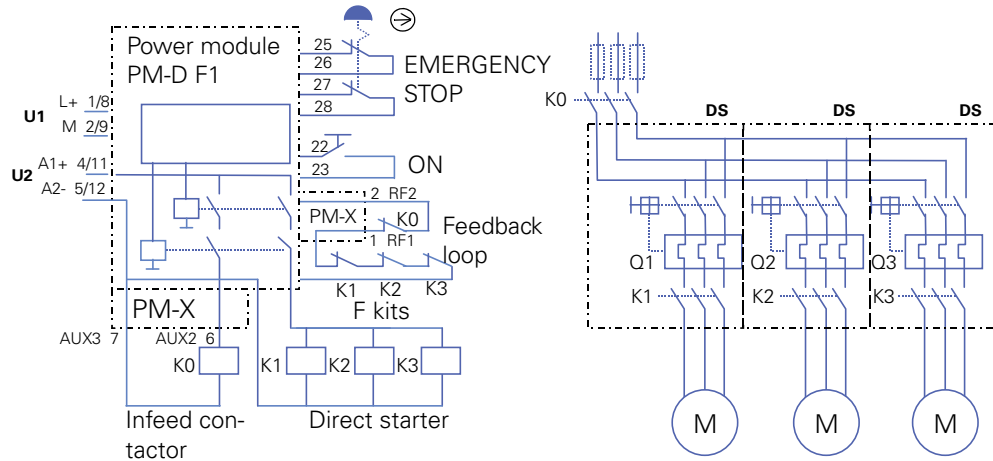 Power module
PM-D F1
25
26
27
28
EMERGENCY
STOP
U1
L+ 1/8
M 2/9
22
23
ON
U2
A1+ 4/11
A2- 5/12
2 RF2
PM-X
K0
1 RF1
Feedback
loop
K1 K2 K3
F kits
PM-X
AUX3 7
AUX2 6
K0
K1
K2
K3
Infeed con-
tactor
Direct starter
K0
DS
DS
DS
Q1
Q2
Q3
K1
K2
K3
M
M
M